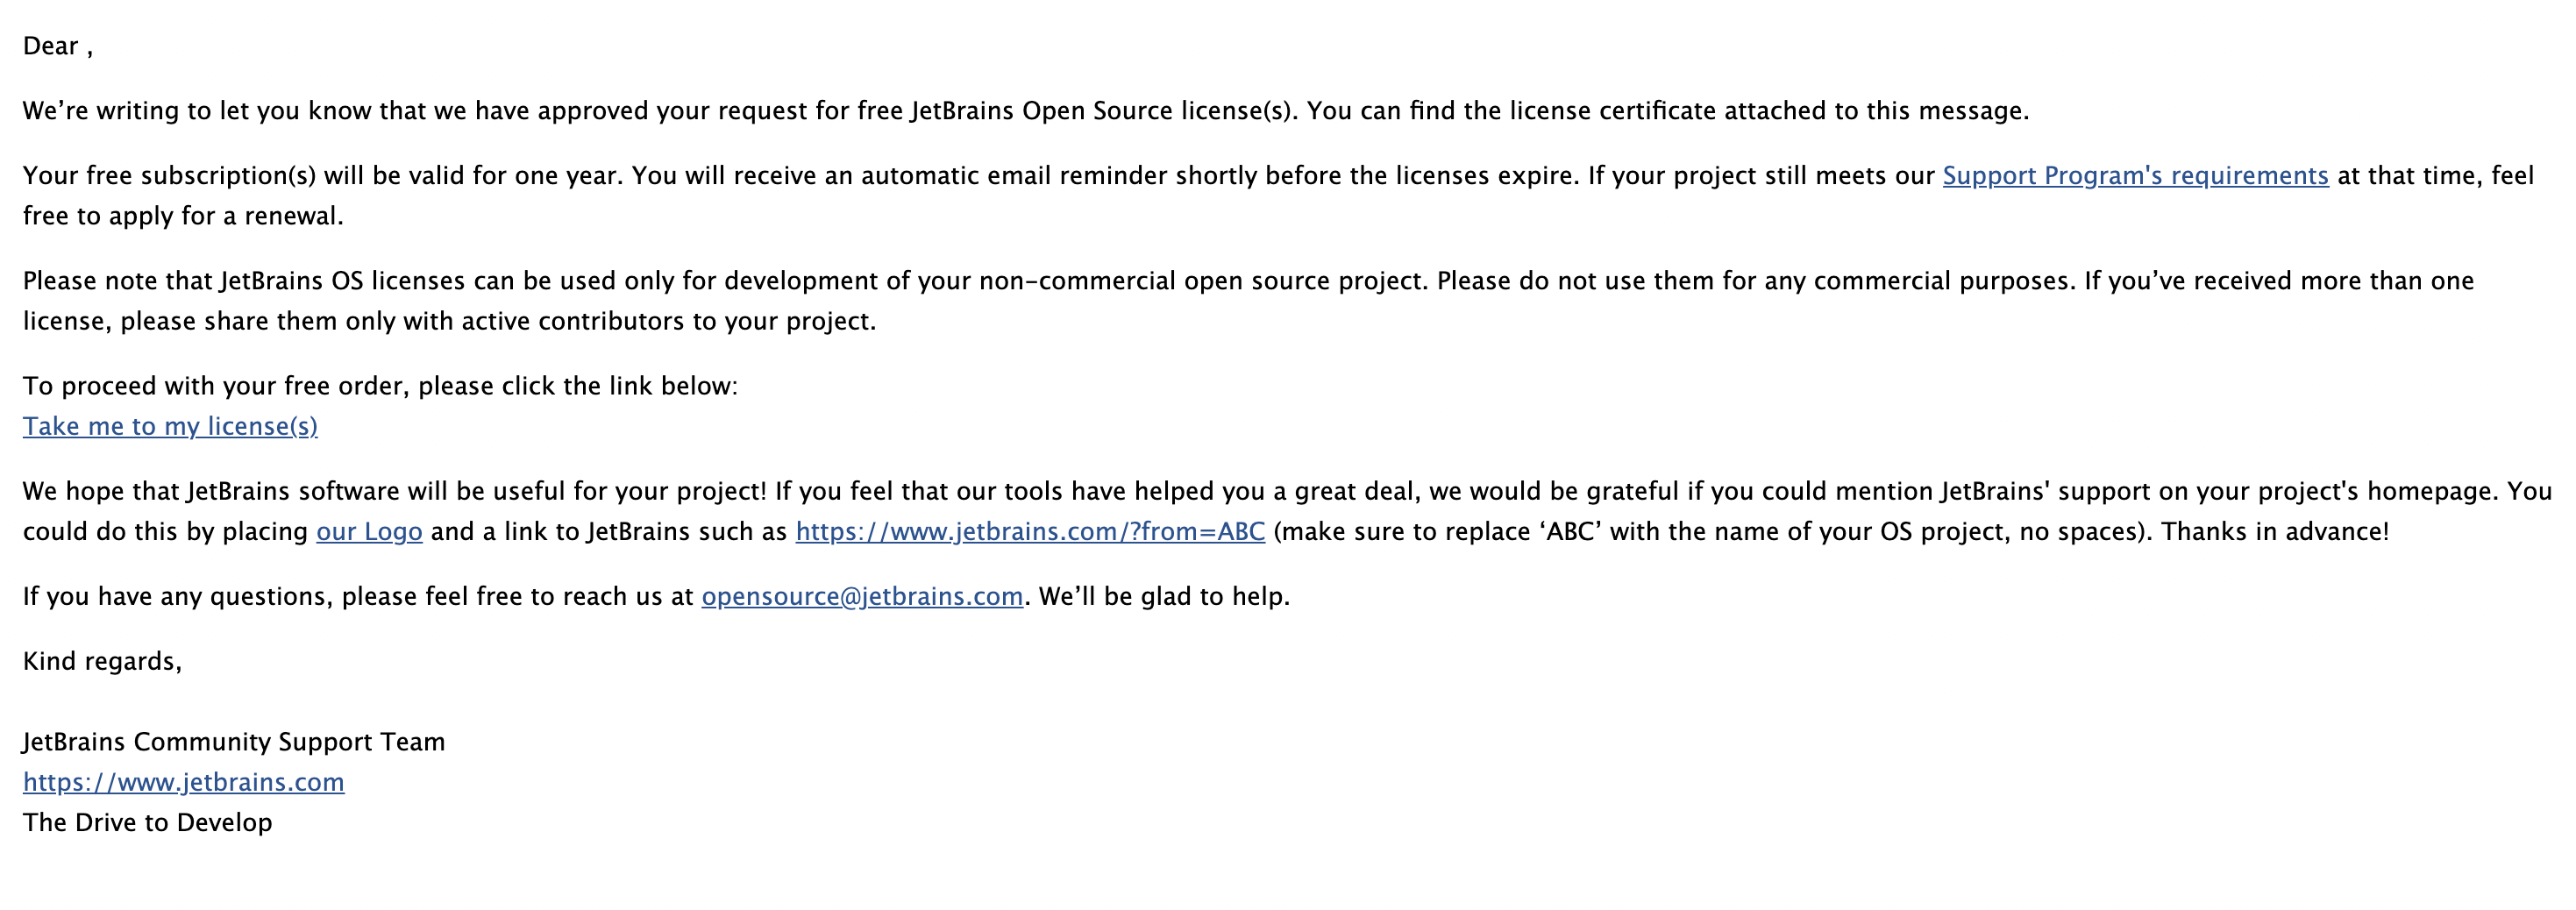 Dear ,
We’re writing to let you know that we have approved your request for free JetBrains Open Source license(s). You can find the license certificate attached to this message.
Your free subscription(s) will be valid for one year. You will receive an automatic email reminder shortly before the licenses expire. If your project still meets our Support Program's requirements at that time, feel
free to apply for a renewal.
Please note that JetBrains OS licenses can be used only for development of your non-commercial open source project. Please do not use them for any commercial purposes. If you’ve received more than one
license, please share them only with active contributors to your project.
To proceed with your free order, please click the link below:
Take me to my license(s)
We hope that JetBrains software will be useful for your project! If you feel that our tools have helped you a great deal, we would be grateful if you could mention JetBrains' support on your project's homepage. You
could do this by placing our Logo and a link to JetBrains such as https://www.jetbrains.com/?from=ABC (make sure to replace ‘ABC’ with the name of your OS project, no spaces). Thanks in advance!
If you have any questions, please feel free to reach us at opensource@jetbrains.com. We’ll be glad to help.
Kind regards,
JetBrains Community Support Team
https://www.jetbrains.com
The Drive to Develop